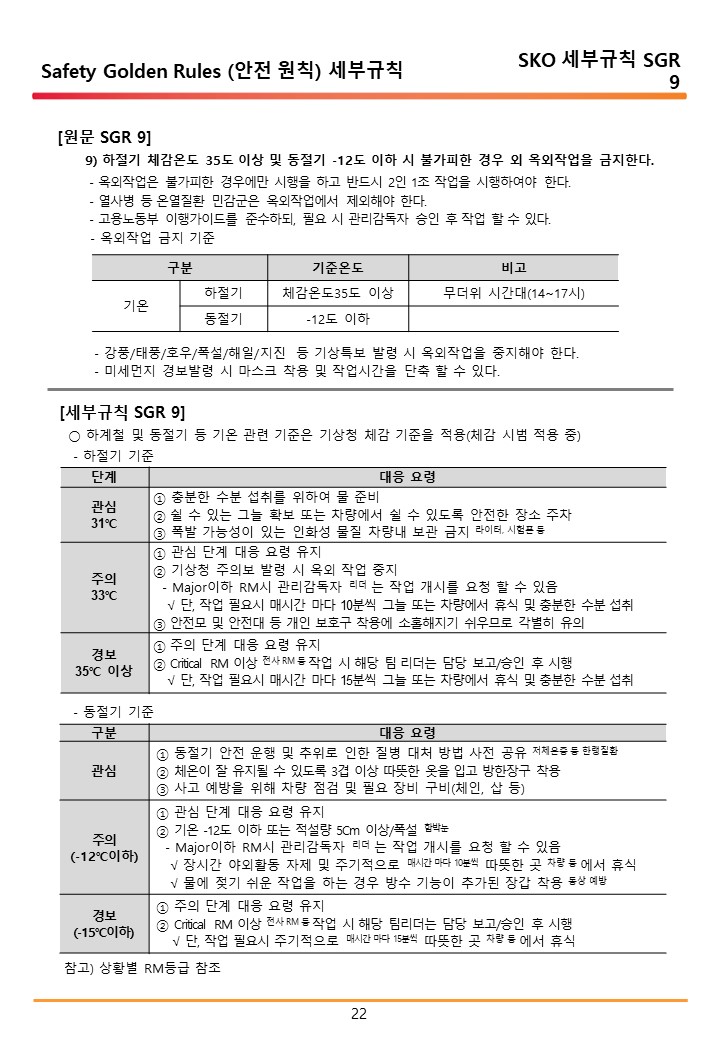 Safety Golden Rules (안전 원칙) 세부규칙
SKO 세부규칙 SGR
9
[원문 SGR 9]
9) 하절기 체감온도 35도 이상 및 동절기 -12도 이하 시 불가피한 경우 외 옥외작업을 금지한다.
- 옥외작업은 불가피한 경우에만 시행을 하고 반드시 2인 1조 작업을 시행하여야 한다.
- 열사병 등 온열질환 민감군은 옥외작업에서 제외해야 한다.
- 고용노동부 이행가이드를 준수하되, 필요 시 관리감독자 승인 후 작업 할 수 있다.
- 옥외작업 금지 기준
구분 기준온도 비고
기온 하절기 체감온도35도 이상 무더위 시간대(14~17시)
동절기 -12도 이하
- 강풍/태풍/호우/폭설/해일/지진 등 기상특보 발령 시 옥외작업을 중지해야 한다.
- 미세먼지 경보발령 시 마스크 착용 및 작업시간을 단축 할 수 있다.
[세부규칙 SGR 9]
○ 하계철 및 동절기 등 기온 관련 기준은 기상청 체감 기준을 적용(체감 시범 적용 중)
- 하절기 기준
단계 대응 요령
관심
31℃
① 충분한 수분 섭취를 위하여 물 준비
② 쉴 수 있는 그늘 확보 또는 차량에서 쉴 수 있도록 안전한 장소 주차
③ 폭발 가능성이 있는 인화성 물질 차량내 보관 금지 라이터, 시험폰 등
주의
33℃
① 관심 단계 대응 요령 유지
② 기상청 주의보 발령 시 옥외 작업 중지
- Major이하 RM시 관리감독자 리더 는 작업 개시를 요청 할 수 있음
√ 단, 작업 필요시 매시간 마다 10분씩 그늘 또는 차량에서 휴식 및 충분한 수분 섭취
③ 안전모 및 안전대 등 개인 보호구 착용에 소홀해지기 쉬우므로 각별히 유의
경보
35℃ 이상
① 주의 단계 대응 요령 유지
② Critical RM 이상 전사 RM 등 작업 시 해당 팀 리더는 담당 보고/승인 후 시행
√ 단, 작업 필요시 매시간 마다 15분씩 그늘 또는 차량에서 휴식 및 충분한 수분 섭취
- 동절기 기준
구분 대응 요령
관심
① 동절기 안전 운행 및 추위로 인한 질병 대처 방법 사전 공유 저체온증 등 한랭질환
② 체온이 잘 유지될 수 있도록 3겹 이상 따뜻한 옷을 입고 방한장구 착용
③ 사고 예방을 위해 차량 점검 및 필요 장비 구비(체인, 삽 등)
주의
(-12℃이하)
① 관심 단계 대응 요령 유지
② 기온 -12도 이하 또는 적설량 5Cm 이상/폭설 함박눈
- Major이하 RM시 관리감독자 리더 는 작업 개시를 요청 할 수 있음
√ 장시간 야외활동 자제 및 주기적으로 매시간 마다 10분씩 따뜻한 곳 차량 등 에서 휴식
√ 물에 젖기 쉬운 작업을 하는 경우 방수 기능이 추가된 장갑 착용 동상 예방
경보
(-15℃이하)
① 주의 단계 대응 요령 유지
② Critical RM 이상 전사 RM 등 작업 시 해당 팀리더는 담당 보고/승인 후 시행
√ 단, 작업 필요시 주기적으로 매시간 마다 15분씩 따뜻한 곳 차량 등 에서 휴식
참고) 상황별 RM등급 참조
22